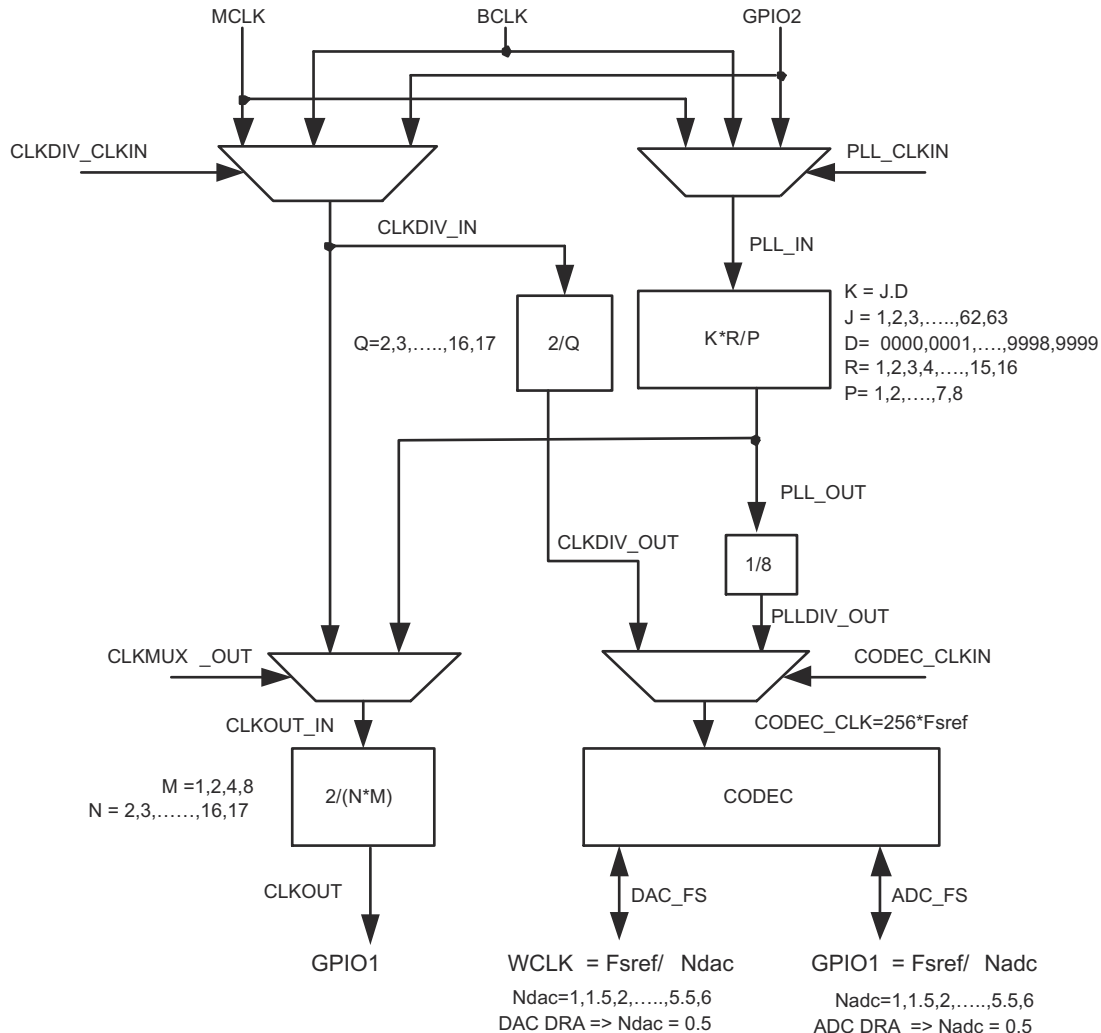 MCLK
BCLK
GPIO2
CLKDIV_CLKIN
PLL_CLKIN
CLKDIV_IN
PLL_IN
Q=2,3,…..,16,17
2/Q
K*R/P
K = J.D
J = 1,2,3,…..,62,63
D= 0000,0001,….,9998,9999
R= 1,2,3,4,….,15,16
P= 1,2,….,7,8
PLL_OUT
CLKDIV_OUT
1/8
PLLDIV_OUT
CLKMUX _OUT
CODEC_CLKIN
CLKOUT_IN
CODEC_CLK=256*Fsref
M =1,2,4,8
N = 2,3,……,16,17
2/(N*M)
CODEC
CLKOUT
DAC_FS
ADC_FS
GPIO1
WCLK = Fsref/ Ndac
GPIO1 = Fsref/ Nadc
Ndac=1,1.5,2,…..,5.5,6
DAC DRA => Ndac = 0.5
Nadc=1,1.5,2,…..,5.5,6
ADC DRA => Nadc = 0.5